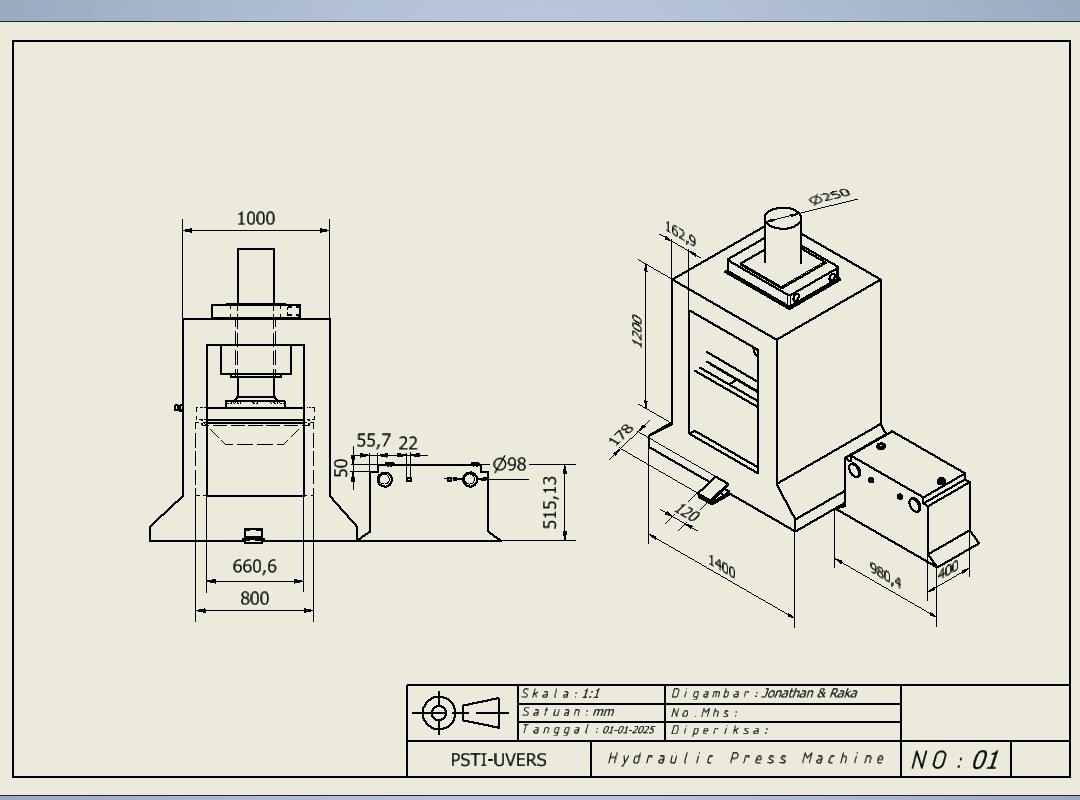 1000
55,7 22
50
Ø98
515,13
660,6
800
Ø250
162,9
1200
178
120
1400
980,4
400
Skala: 1:1
Digambar: Jonathan & Raka
Satuan: mm
No.Mhs:
Tanggal: 01-01-2025
Diperiksa:
PSTI-UVERS
Hydraulic Press Machine
NO: 01